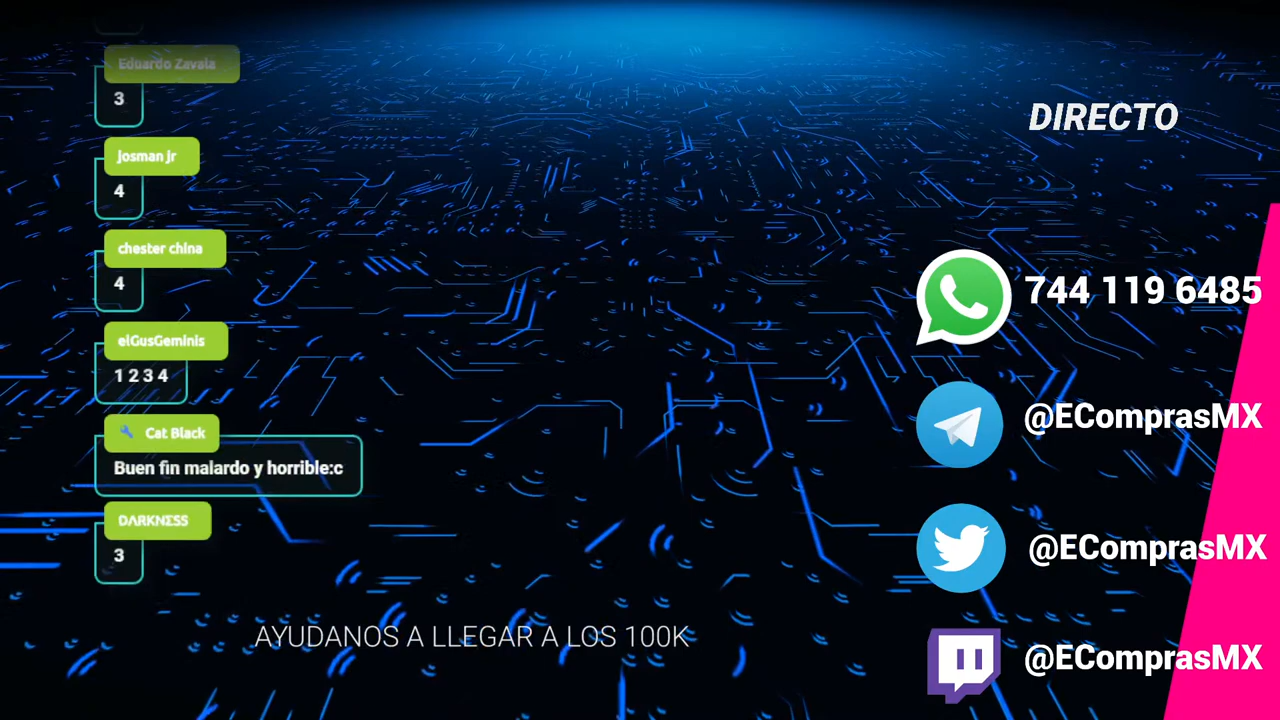 Eduardo Zavala
3
josman jr
4
chester china
4
elGusGeminis
1 2 3 4
Cat Black
Buen fin malardo y horrible:c
DΛRKNΣSS
3
AYUDANOS A LLEGAR A LOS 100K
DIRECTO
744 119 6485
@EComprasMX
@EComprasMX
@EComprasMX